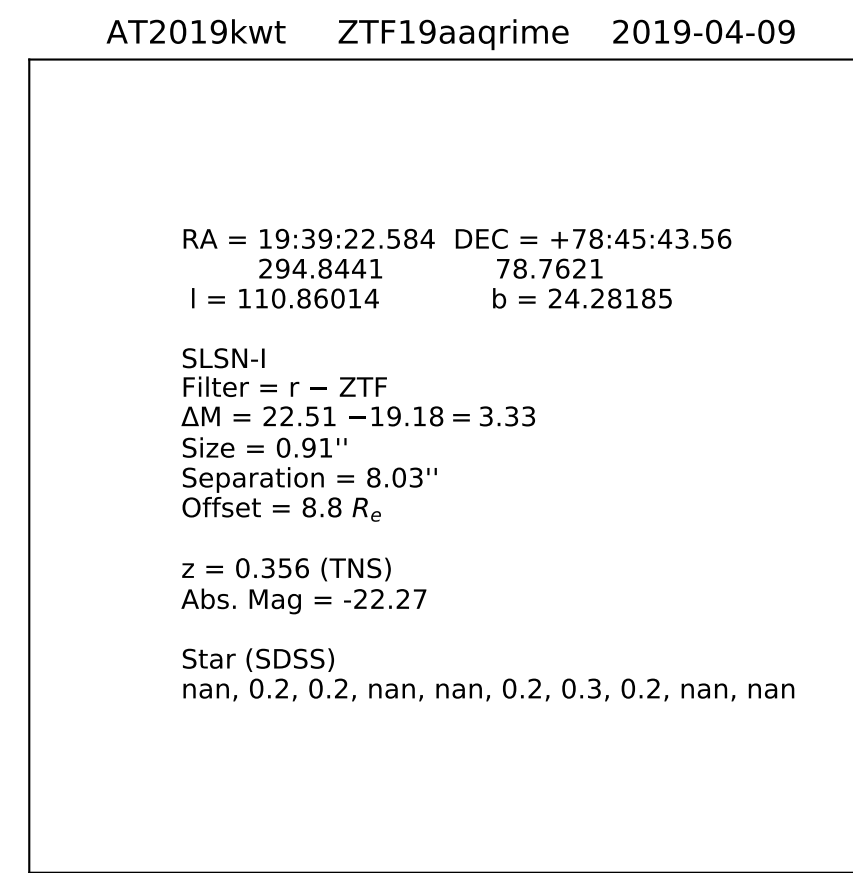 AT2019kwt ZTF19aaqrime 2019-04-09
RA = 19:39:22.584 DEC = +78:45:43.56
294.8441 78.7621
l = 110.86014 b = 24.28185
SLSN-I
Filter = r − ZTF
ΔM = 22.51 −19.18 = 3.33
Size = 0.91''
Separation = 8.03''
Offset = 8.8 Rₑ
z = 0.356 (TNS)
Abs. Mag = -22.27
Star (SDSS)
nan, 0.2, 0.2, nan, nan, 0.2, 0.3, 0.2, nan, nan